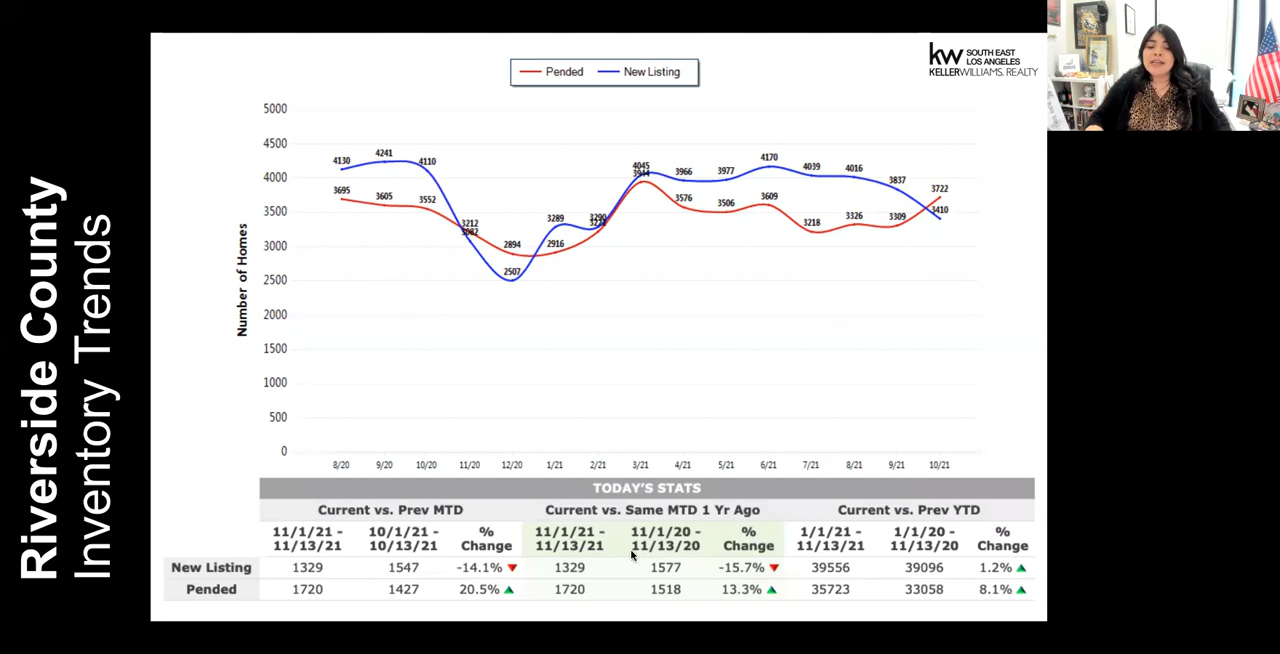 Riverside County
Inventory Trends
Pended New Listing
kw SOUTH EAST
LOS ANGELES
KELLERWILLIAMS. REALTY
Number of Homes
5000
4500
4000
3500
3000
2500
2000
1500
1000
500
0
4130 4241 4110 3082 2507 3289 3290 4045 3966 3977 4170 4039 4016 3837 3410
3695 3605 3552 3212 2894 2916 3944 3576 3506 3609 3218 3326 3309 3722
8/20 9/20 10/20 11/20 12/20 1/21 2/21 3/21 4/21 5/21 6/21 7/21 8/21 9/21 10/21
TODAY'S STATS
Current vs. Prev MTD Current vs. Same MTD 1 Yr Ago Current vs. Prev YTD
11/1/21 - 10/1/21 - % 11/1/21 - 11/1/20 - % 1/1/21 - 1/1/20 - %
11/13/21 10/13/21 Change 11/13/21 11/13/20 Change 11/13/21 11/13/20 Change
New Listing 1329 1547 -14.1% 1329 1577 -15.7% 39556 39096 1.2%
Pended 1720 1427 20.5% 1720 1518 13.3% 35723 33058 8.1%